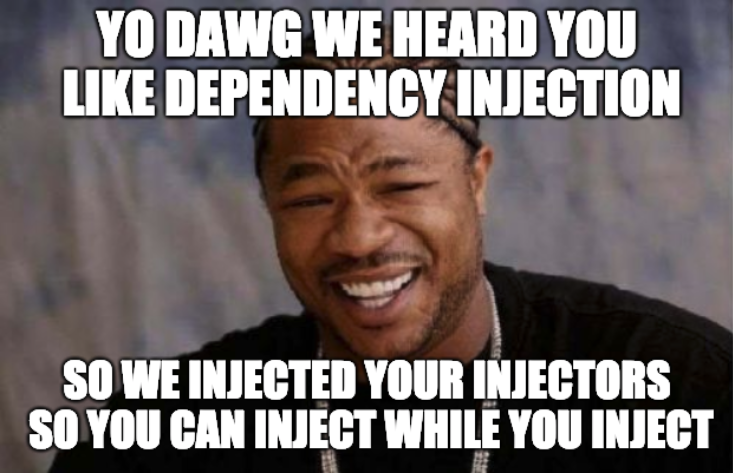 YO DAWG WE HEARD YOU
LIKE DEPENDENCY INJECTION
SO WE INJECTED YOUR INJECTORS
SO YOU CAN INJECT WHILE YOU INJECT